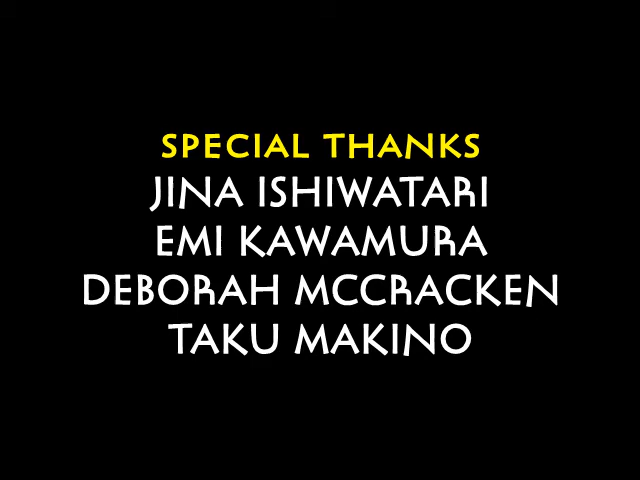 SPECIAL THANKS
JINA ISHIWATARI
EMI KAWAMURA
DEBORAH MCCRACKEN
TAKU MAKINO